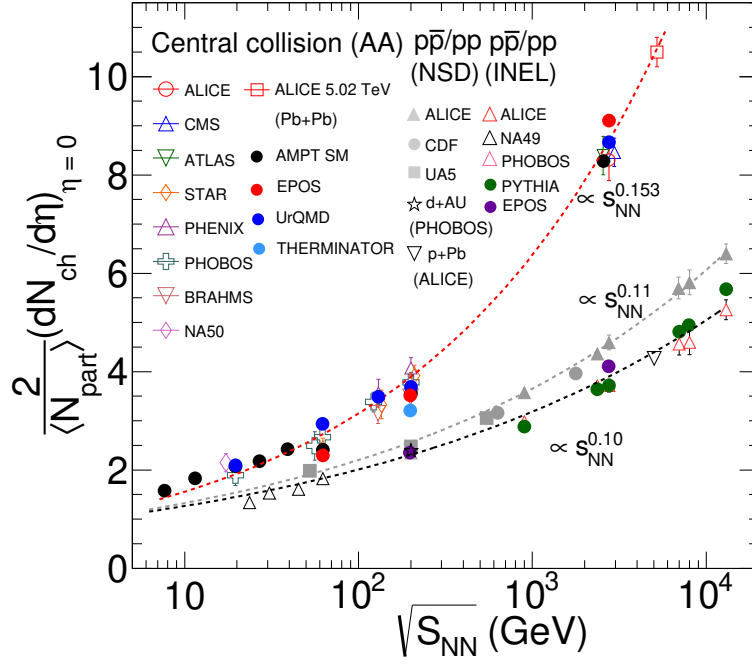 Central collision (AA)
pp̅/pp pp̅/pp
(NSD) (INEL)
ALICE
CMS
ATLAS
STAR
PHENIX
PHOBOS
BRAHMS
NA50
ALICE 5.02 TeV
(Pb+Pb)
AMPT SM
EPOS
UrQMD
THERMINATOR
ALICE
CDF
UA5
d+AU
(PHOBOS)
p+Pb
(ALICE)
ALICE
NA49
PHOBOS
PYTHIA
EPOS
∝ S_NN^0.153
∝ S_NN^0.11
∝ S_NN^0.10
2/⟨N_part⟩ (dN_ch/dη)_η = 0
10
8
6
4
2
0
10 10^2 10^3 10^4
√S_NN (GeV)